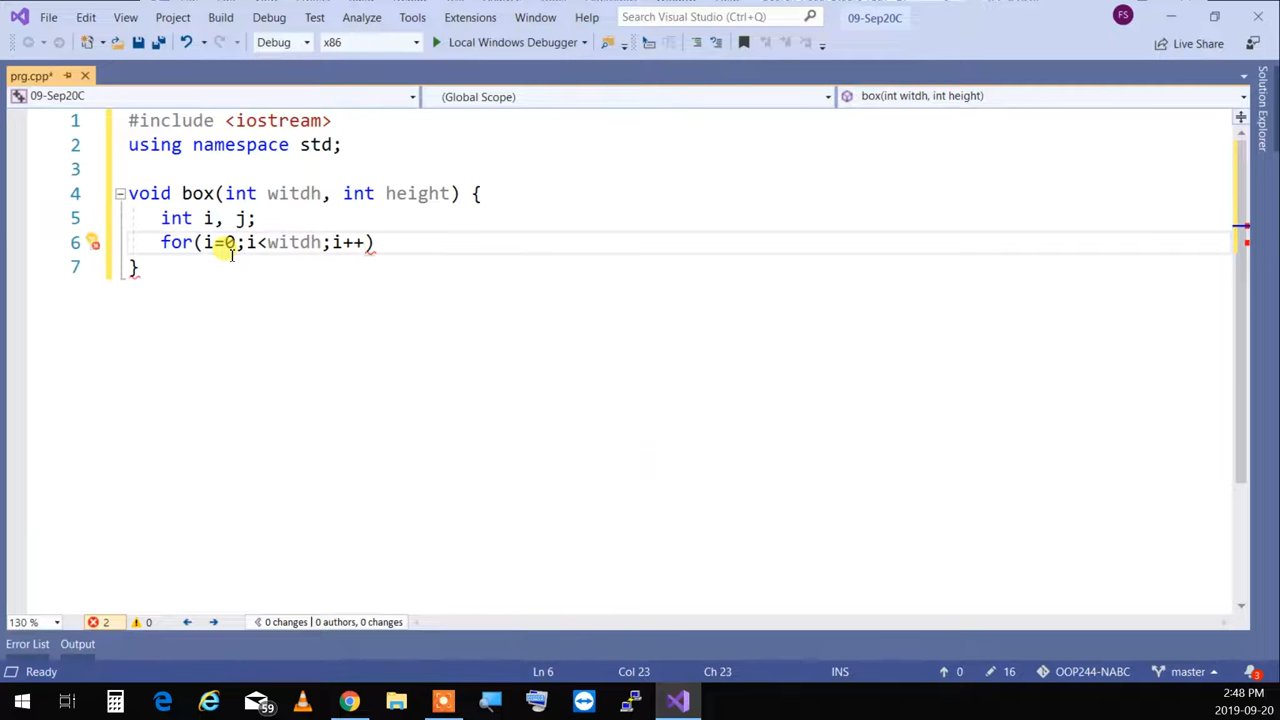 File Edit View Project Build Debug Test Analyze Tools Extensions Window Help Search Visual Studio (Ctrl+Q) 09-Sep20C FS
Debug x86 Local Windows Debugger Live Share
prg.cpp*
09-Sep20C (Global Scope) box(int witdh, int height)
Solution Explorer
1 #include <iostream>
2 using namespace std;
3
4 void box(int witdh, int height) {
5 int i, j;
6 for(i=0;i<witdh;i++)
7 }
130 % 2 0 0 changes | 0 authors, 0 changes
Error List Output
Ready Ln 6 Col 23 Ch 23 INS 0 16 OOP244-NABC master 3
59 2:48 PM
2019-09-20